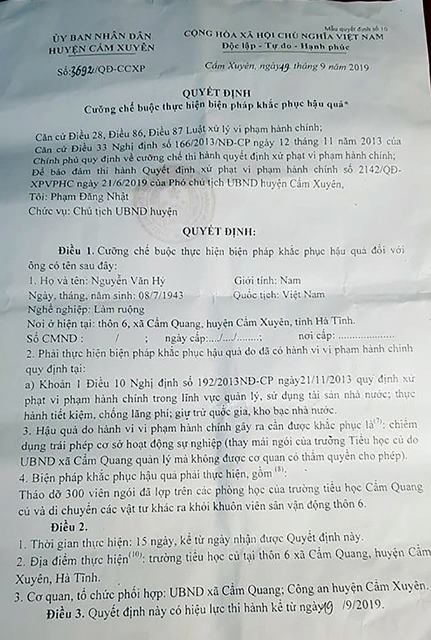 Mẫu quyết định số 10
ỦY BAN NHÂN DÂN
HUYỆN CẨM XUYÊN
CỘNG HÒA XÃ HỘI CHỦ NGHĨA VIỆT NAM
Độc lập - Tự do - Hạnh phúc
Số:3692/QĐ-CCXP
Cẩm Xuyên, ngày 19 tháng 9 năm 2019
QUYẾT ĐỊNH
Cưỡng chế buộc thực hiện biện pháp khắc phục hậu quả*
Căn cứ Điều 28, Điều 86, Điều 87 Luật xử lý vi phạm hành chính;
Căn cứ Điều 33 Nghị định số 166/2013/NĐ-CP ngày 12 tháng 11 năm 2013 của
Chính phủ quy định về cưỡng chế thi hành quyết định xử phạt vi phạm hành chính;
Để bảo đảm thi hành Quyết định xử phạt vi phạm hành chính số 2142/QĐ-
XPVPHC ngày 21/6/2019 của Phó chủ tịch UBND huyện Cẩm Xuyên,
Tôi: Phạm Đăng Nhật
Chức vụ: Chủ tịch UBND huyện
QUYẾT ĐỊNH:
Điều 1. Cưỡng chế buộc thực hiện biện pháp khắc phục hậu quả đối với
ông có tên sau đây:
1. Họ và tên: Nguyễn Văn Hý Giới tính: Nam
Ngày, tháng, năm sinh: 08/7/1943 Quốc tịch: Việt Nam
Nghề nghiệp: Làm ruộng
Nơi ở hiện tại: thôn 6, xã Cẩm Quang, huyện Cẩm Xuyên, tỉnh Hà Tĩnh.
Số CMND : / ; ngày cấp:..../..../........; nơi cấp: ......................
2. Phải thực hiện biện pháp khắc phục hậu quả do đã có hành vi vi phạm hành chính
quy định tại:
a) Khoản 1 Điều 10 Nghị định số 192/2013NĐ-CP ngày21/11/2013 quy định xử
phạt vi phạm hành chính trong lĩnh vực quản lý, sử dụng tài sản nhà nước; thực
hành tiết kiệm, chống lãng phí; giự trữ quốc gia, kho bạc nhà nước.
3. Hậu quả do hành vi vi phạm hành chính gây ra cần được khắc phục là(7): chiếm
dụng trái phép cơ sở hoạt động sự nghiệp (thay mái ngói của trường Tiểu học cũ do
UBND xã Cẩm Quang quản lý mà không được cơ quan có thẩm quyền cho phép).
4. Biện pháp khắc phục hậu quả phải thực hiện, gồm (8):
Tháo dỡ 300 viên ngói đã lợp trên các phòng học của trường tiểu học Cẩm Quang
cũ và di chuyển các vật tư khác ra khỏi khuôn viên sân vận động thôn 6.
Điều 2.
1. Thời gian thực hiện: 15 ngày, kể từ ngày nhận được Quyết định này.
2. Địa điểm thực hiện(10): trường tiểu học cũ tại thôn 6 xã Cẩm Quang, huyện Cẩm
Xuyên, Hà Tĩnh.
3. Cơ quan, tổ chức phối hợp: UBND xã Cẩm Quang; Công an huyện Cẩm Xuyên.
Điều 3. Quyết định này có hiệu lực thi hành kể từ ngày19 /9/2019.